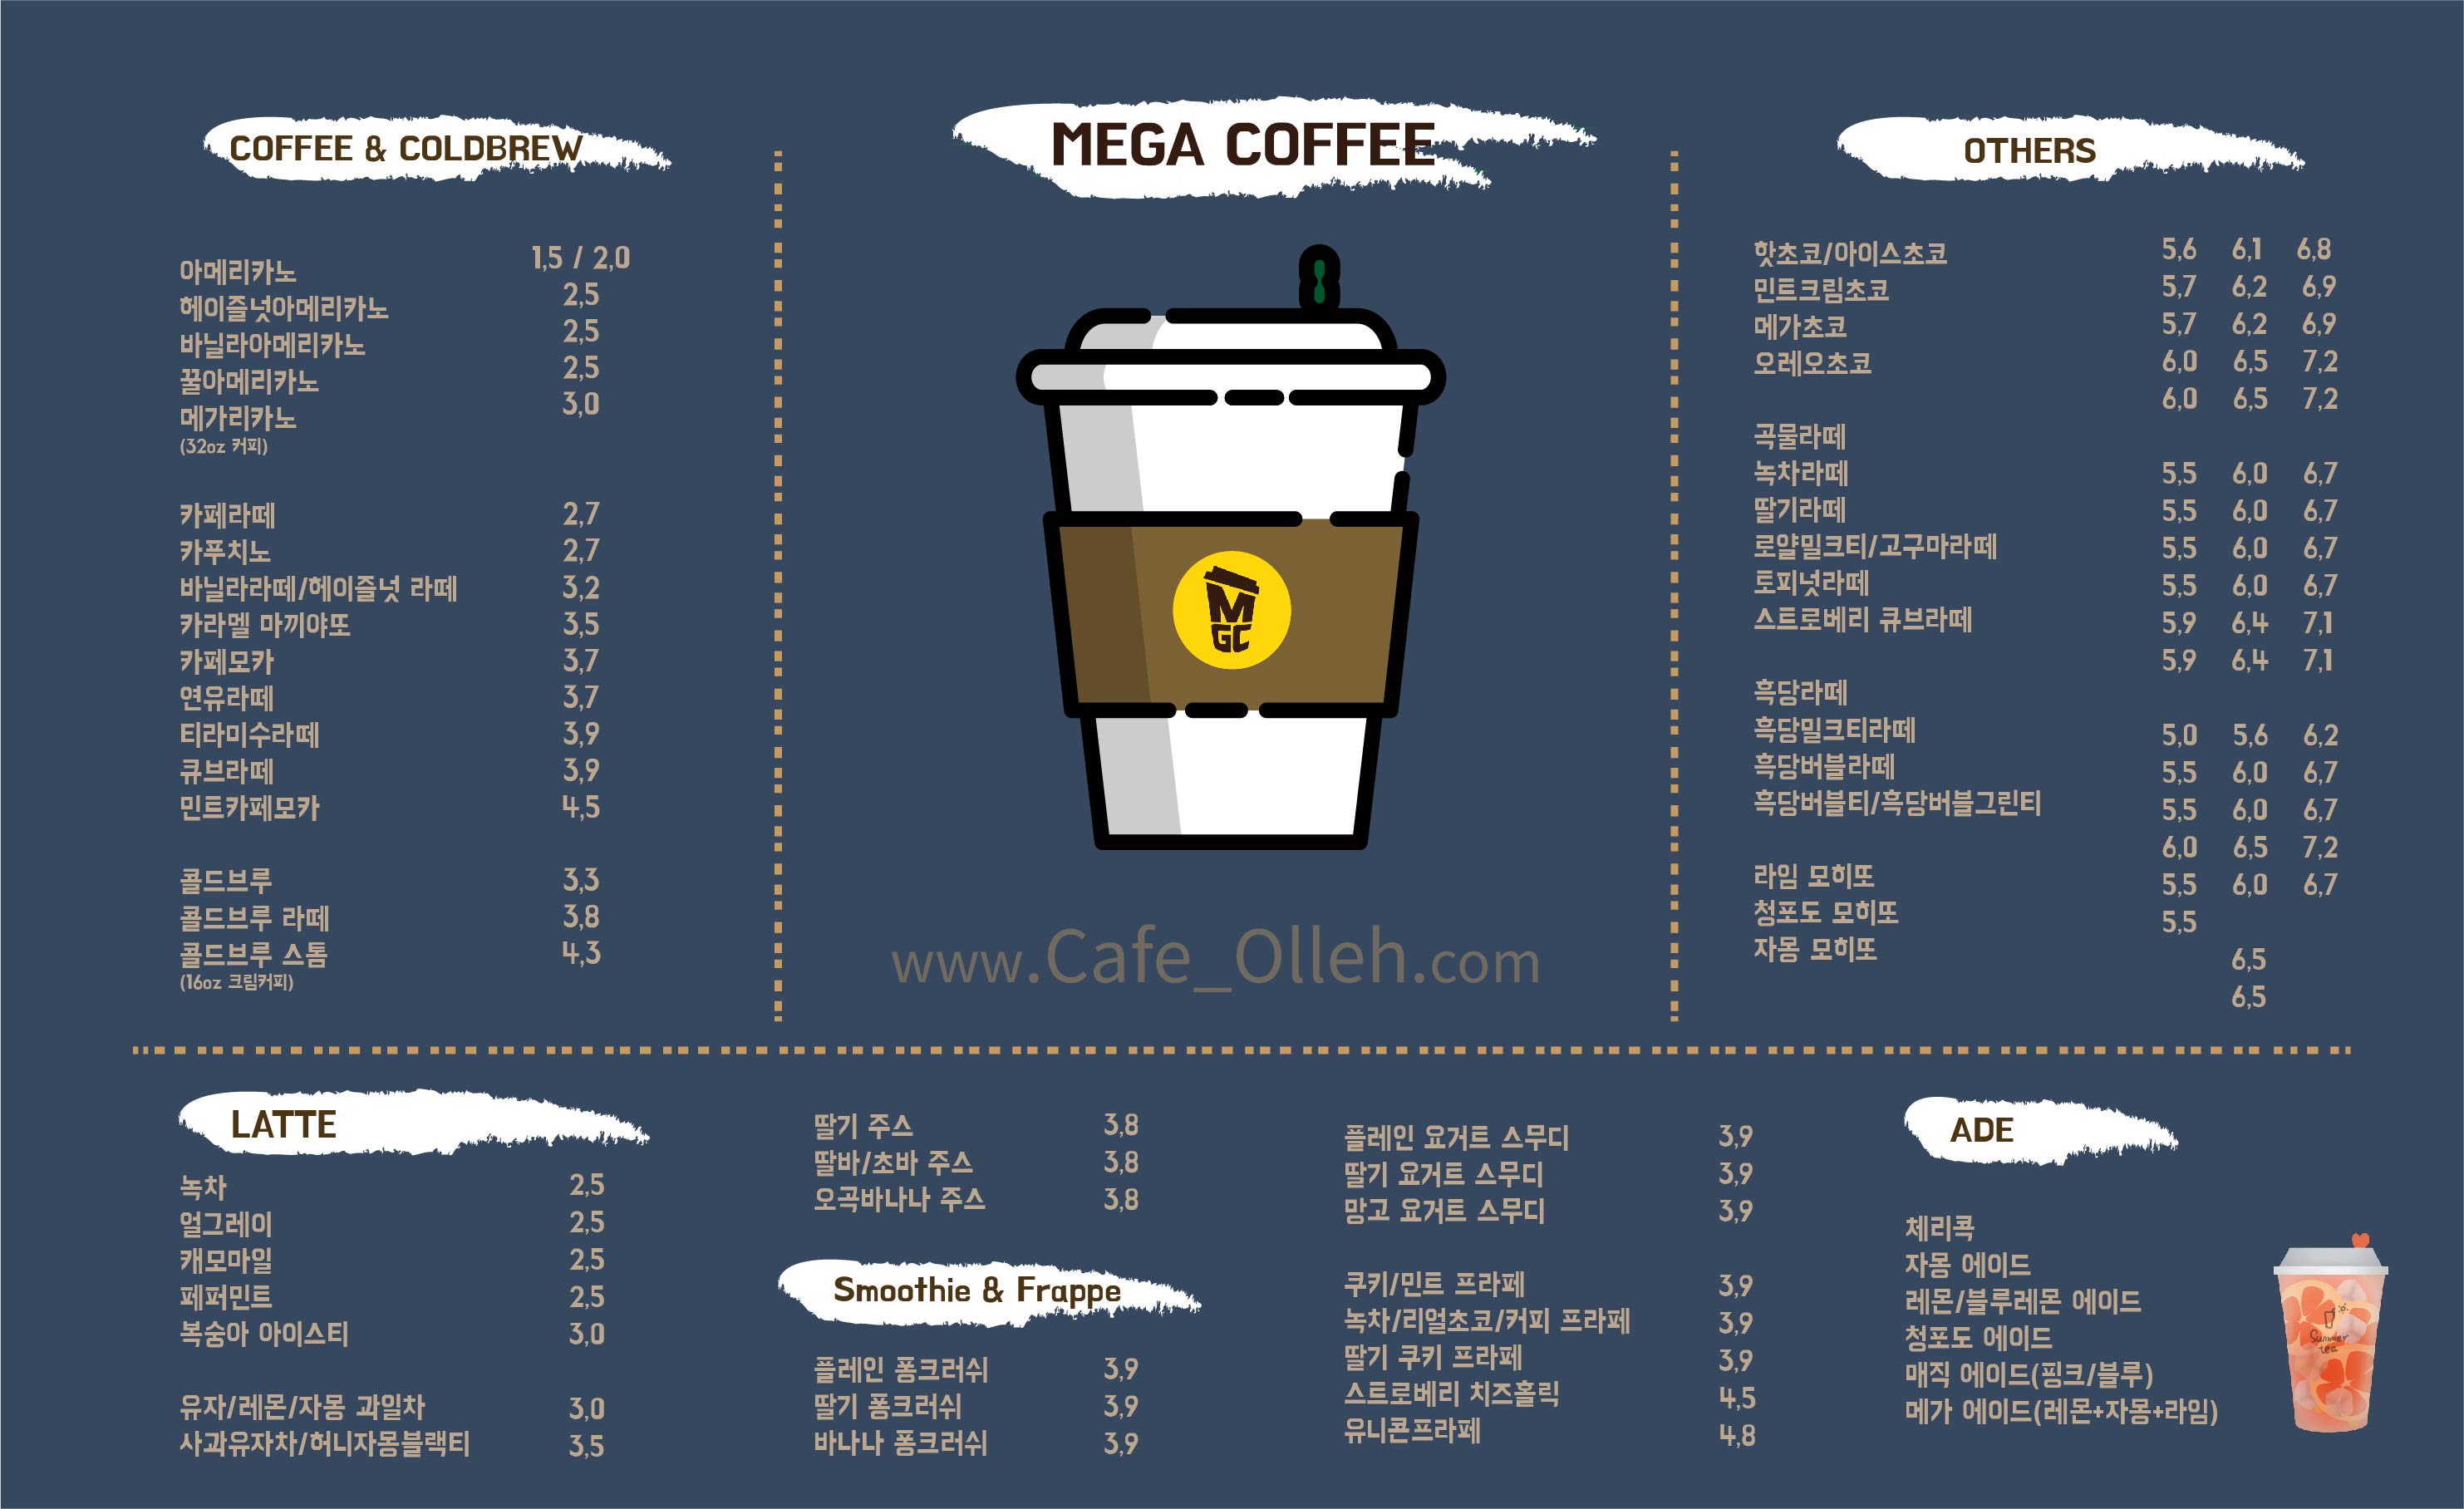 COFFEE & COLDBREW
아메리카노 1,5 / 2,0
헤이즐넛아메리카노 2,5
바닐라아메리카노 2,5
꿀아메리카노 2,5
메가리카노 3,0
(32oz 커피)
카페라떼 2,7
카푸치노 2,7
바닐라라떼/헤이즐넛 라떼 3,2
카라멜 마끼야또 3,5
카페모카 3,7
연유라떼 3,7
티라미수라떼 3,9
큐브라떼 3,9
민트카페모카 4,5
콜드브루 3,3
콜드브루 라떼 3,8
콜드브루 스톰 4,3
(16oz 크림커피)
MEGA COFFEE
M
GC
www.Cafe_Olleh.com
OTHERS
핫초코/아이스초코 5,6 6,1 6,8
민트크림초코 5,7 6,2 6,9
메가초코 5,7 6,2 6,9
오레오초코 6,0 6,5 7,2
6,0 6,5 7,2
곡물라떼
녹차라떼 5,5 6,0 6,7
딸기라떼 5,5 6,0 6,7
로얄밀크티/고구마라떼 5,5 6,0 6,7
토피넛라떼 5,5 6,0 6,7
스트로베리 큐브라떼 5,9 6,4 7,1
5,9 6,4 7,1
흑당라떼
흑당밀크티라떼 5,0 5,6 6,2
흑당버블라떼 5,5 6,0 6,7
흑당버블티/흑당버블그린티 5,5 6,0 6,7
6,0 6,5 7,2
라임 모히또 5,5 6,0 6,7
청포도 모히또 5,5
자몽 모히또 6,5
6,5
LATTE
녹차 2,5
얼그레이 2,5
캐모마일 2,5
페퍼민트 2,5
복숭아 아이스티 3,0
유자/레몬/자몽 과일차 3,0
사과유자차/허니자몽블랙티 3,5
딸기 주스 3,8
딸바/초바 주스 3,8
오곡바나나 주스 3,8
Smoothie & Frappe
플레인 퐁크러쉬 3,9
딸기 퐁크러쉬 3,9
바나나 퐁크러쉬 3,9
플레인 요거트 스무디 3,9
딸기 요거트 스무디 3,9
망고 요거트 스무디 3,9
쿠키/민트 프라페 3,9
녹차/리얼초코/커피 프라페 3,9
딸기 쿠키 프라페 3,9
스트로베리 치즈홀릭 4,5
유니콘프라페 4,8
ADE
체리콕
자몽 에이드
레몬/블루레몬 에이드
청포도 에이드
매직 에이드(핑크/블루)
메가 에이드(레몬+자몽+라임)
Summer
tea